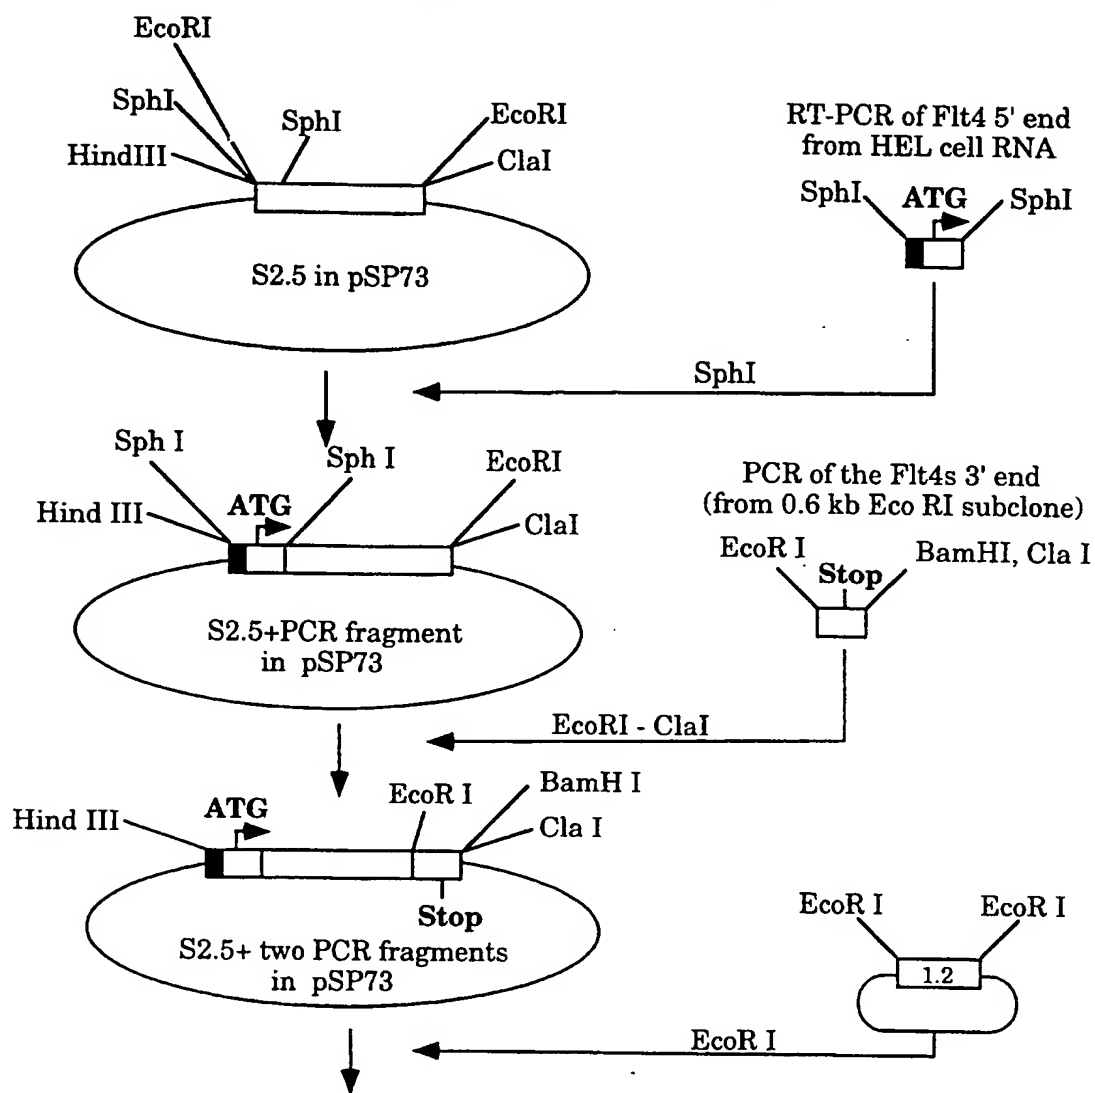 EcoRI
SphI
SphI
EcoRI
HindIII
ClaI
S2.5 in pSP73
RT-PCR of Flt4 5' end
from HEL cell RNA
SphI
ATG
SphI
SphI
Sph I
Sph I
EcoRI
Hind III
ATG
ClaI
S2.5+PCR fragment
in pSP73
PCR of the Flt4s 3' end
(from 0.6 kb Eco RI subclone)
EcoR I
BamHI, Cla I
Stop
EcoRI - ClaI
Hind III
ATG
EcoR I
BamH I
Cla I
Stop
S2.5+ two PCR fragments
in pSP73
EcoR I
EcoR I
1.2
EcoR I